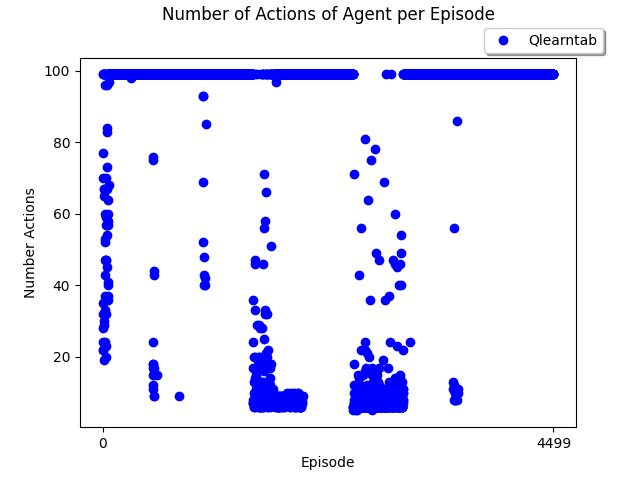 Number of Actions of Agent per Episode
Qlearntab
100
80
60
40
20
Number Actions
0
4499
Episode